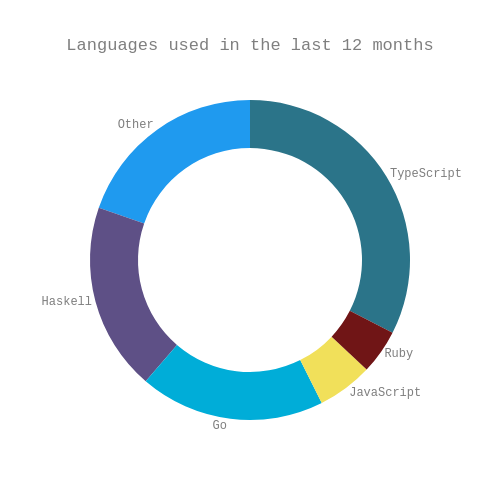 Languages used in the last 12 months
Other
TypeScript
Haskell
Ruby
JavaScript
Go